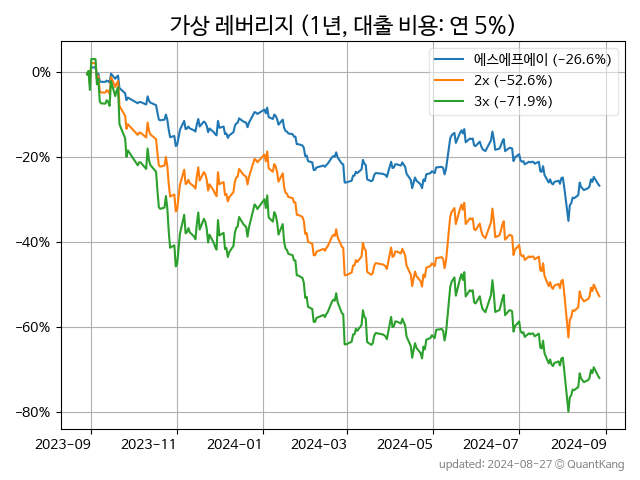 가상 레버리지 (1년, 대출 비용: 연 5%)
에스에프에이 (−26.6%)
2x (−52.6%)
3x (−71.9%)
0%
−20%
−40%
−60%
−80%
2023-09 2023-11 2024-01 2024-03 2024-05 2024-07 2024-09
updated: 2024-08-27 © QuantKang